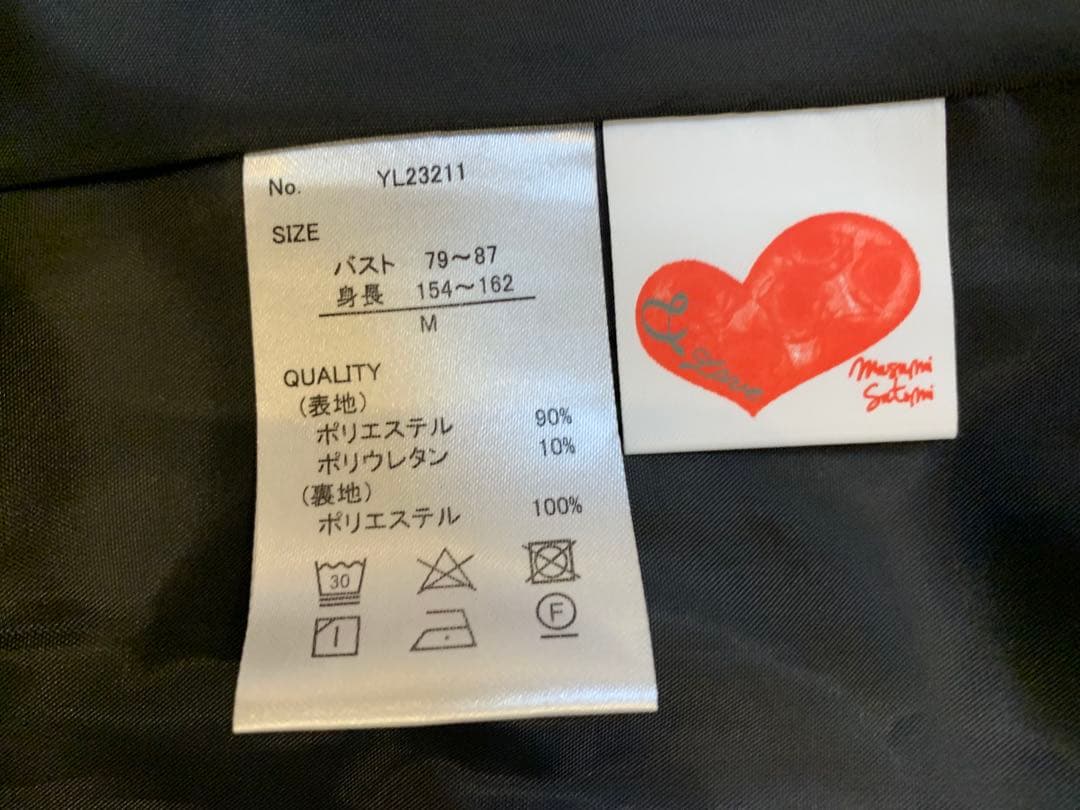 No. YL23211
SIZE
バスト 79～87
身長 154～162
M
QUALITY
（表地）
ポリエステル 90%
ポリウレタン 10%
（裏地）
ポリエステル 100%
30
F
Masami
Satomi